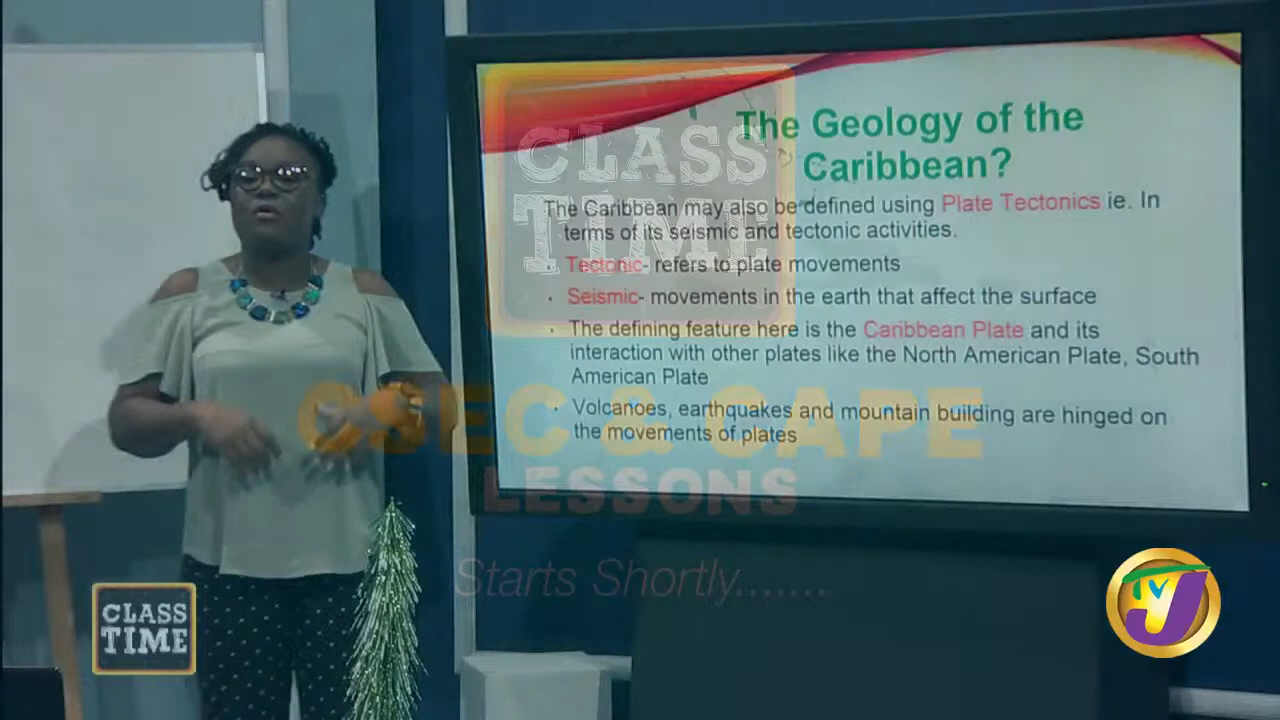 The Geology of the
Caribbean?
The Caribbean may also be defined using Plate Tectonics ie. In
terms of its seismic and tectonic activities.
· Tectonic- refers to plate movements
· Seismic- movements in the earth that affect the surface
· The defining feature here is the Caribbean Plate and its
interaction with other plates like the North American Plate, South
American Plate
· Volcanoes, earthquakes and mountain building are hinged on
the movements of plates
CLASS
TIME
CSEC & CAPE
LESSONS
Starts Shortly.......
CLASS
TIME
TVJ